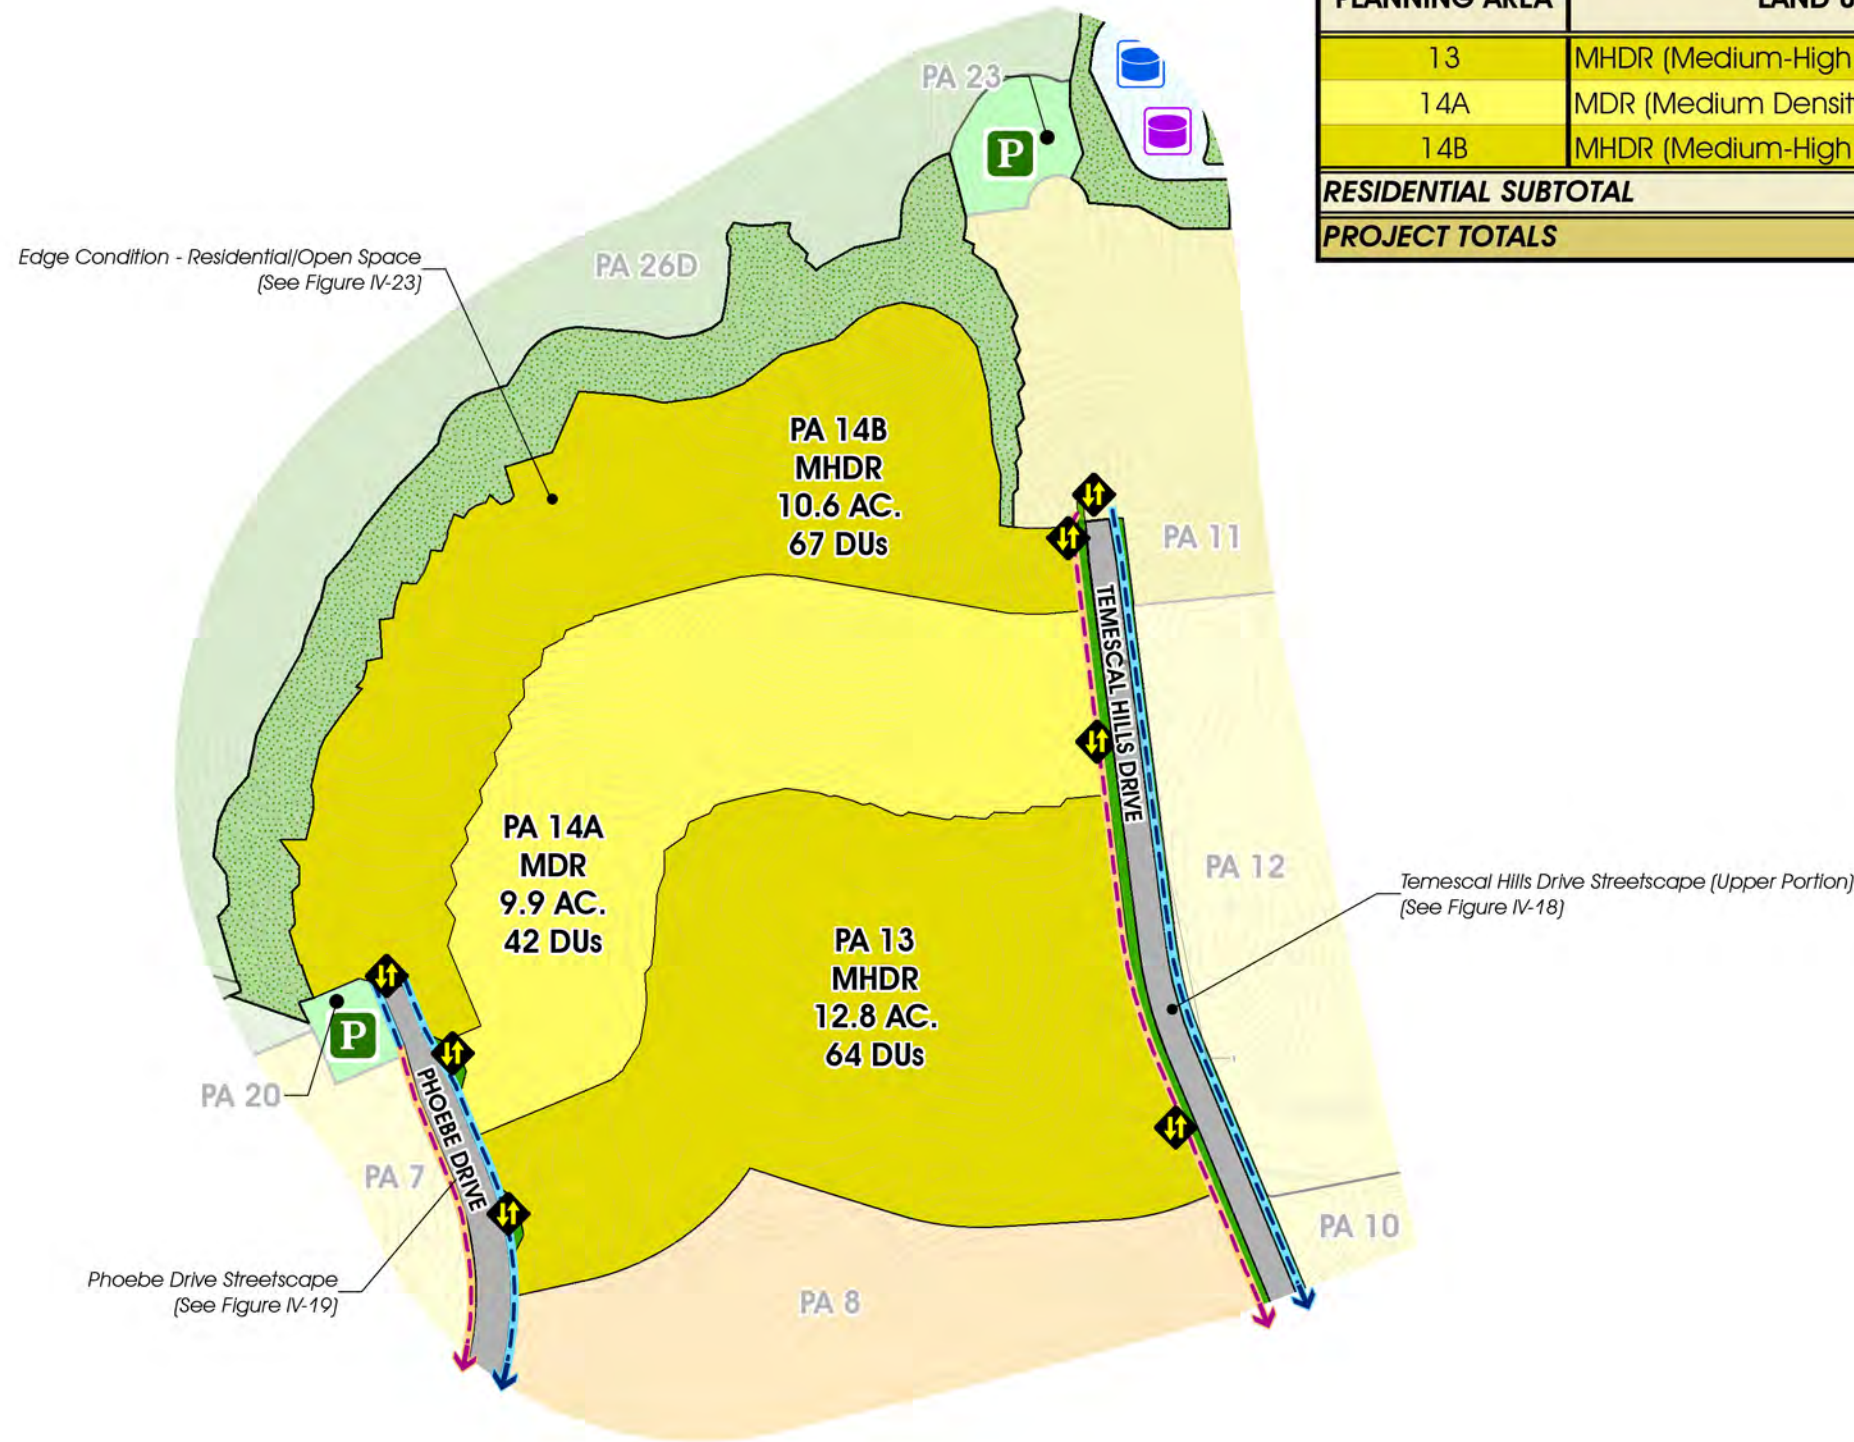 PLANNING AREA
13 MHDR (Medium-High
14A MDR (Medium
14B MHDR (Medium-High
RESIDENTIAL SUBTOTAL
PROJECT TOTALS
PA 23
P
Edge Condition - Residential/Open Space
(See Figure IV-23)
PA 26D
PA 14B
MHDR
10.6 AC.
67 DUs
PA 11
TEMESCAL HILLS DRIVE
PA 14A
MDR
9.9 AC.
42 DUs
PA 12
Temescal Hills Drive Streetscape (Upper Portion)
(See Figure IV-18)
PA 13
MHDR
12.8 AC.
64 DUs
P
PA 20
PHOEBE DRIVE
PA 7
PA 10
Phoebe Drive Streetscape
(See Figure IV-19)
PA 8